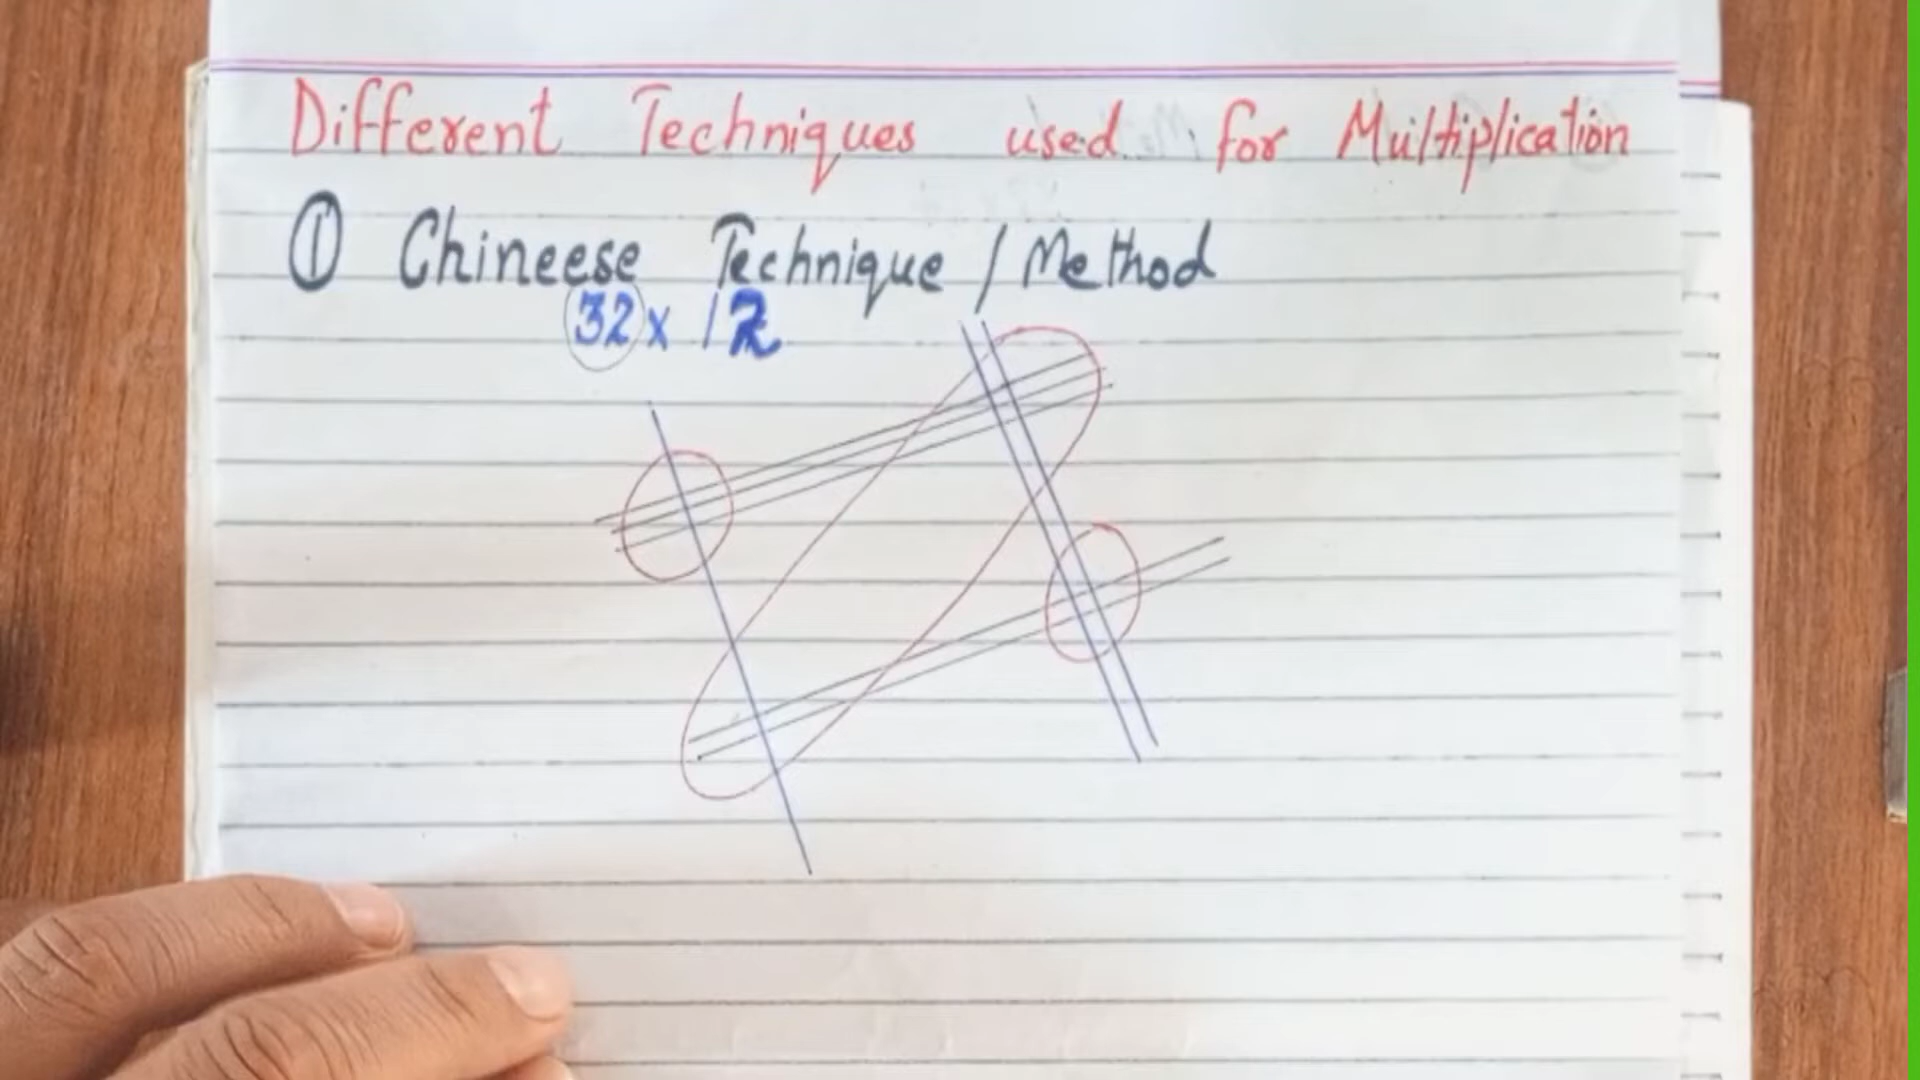 Different Techniques used for Multiplication
① Chineese Technique / Method
32 x 12